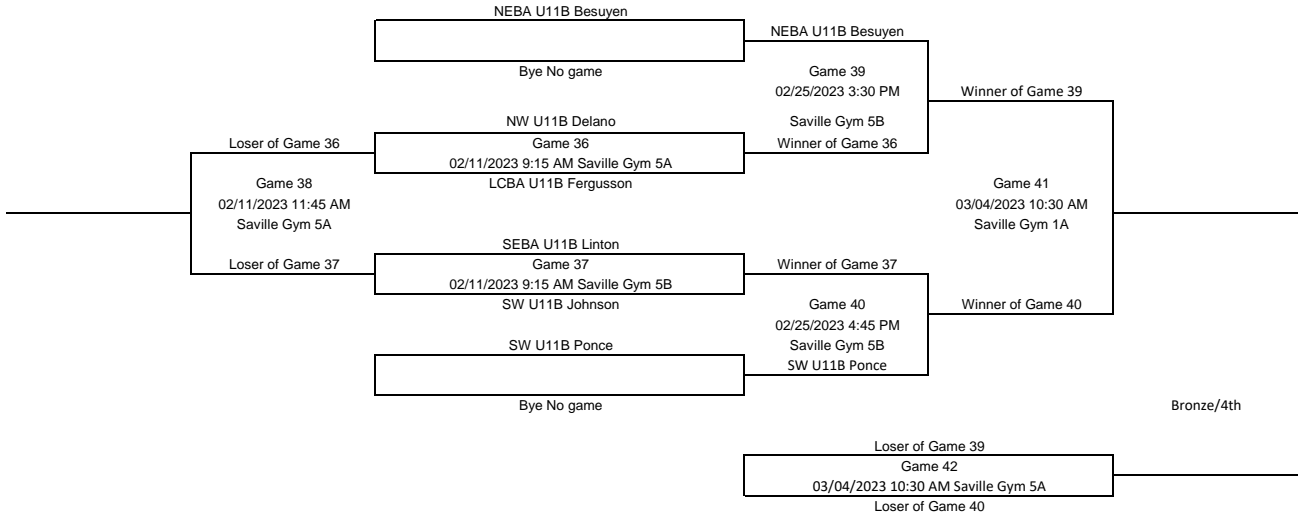 NEBA U11B Besuyen
NEBA U11B Besuyen
Bye No game
Game 39
02/25/2023 3:30 PM
Winner of Game 39
NW U11B Delano
Saville Gym 5B
Loser of Game 36
Game 36
Winner of Game 36
02/11/2023 9:15 AM Saville Gym 5A
Game 38
LCBA U11B Fergusson
Game 41
02/11/2023 11:45 AM
03/04/2023 10:30 AM
Saville Gym 5A
Saville Gym 1A
SEBA U11B Linton
Loser of Game 37
Game 37
Winner of Game 37
02/11/2023 9:15 AM Saville Gym 5B
SW U11B Johnson
Game 40
Winner of Game 40
02/25/2023 4:45 PM
SW U11B Ponce
Saville Gym 5B
SW U11B Ponce
Bye No game
Bronze/4th
Loser of Game 39
Game 42
03/04/2023 10:30 AM Saville Gym 5A
Loser of Game 40